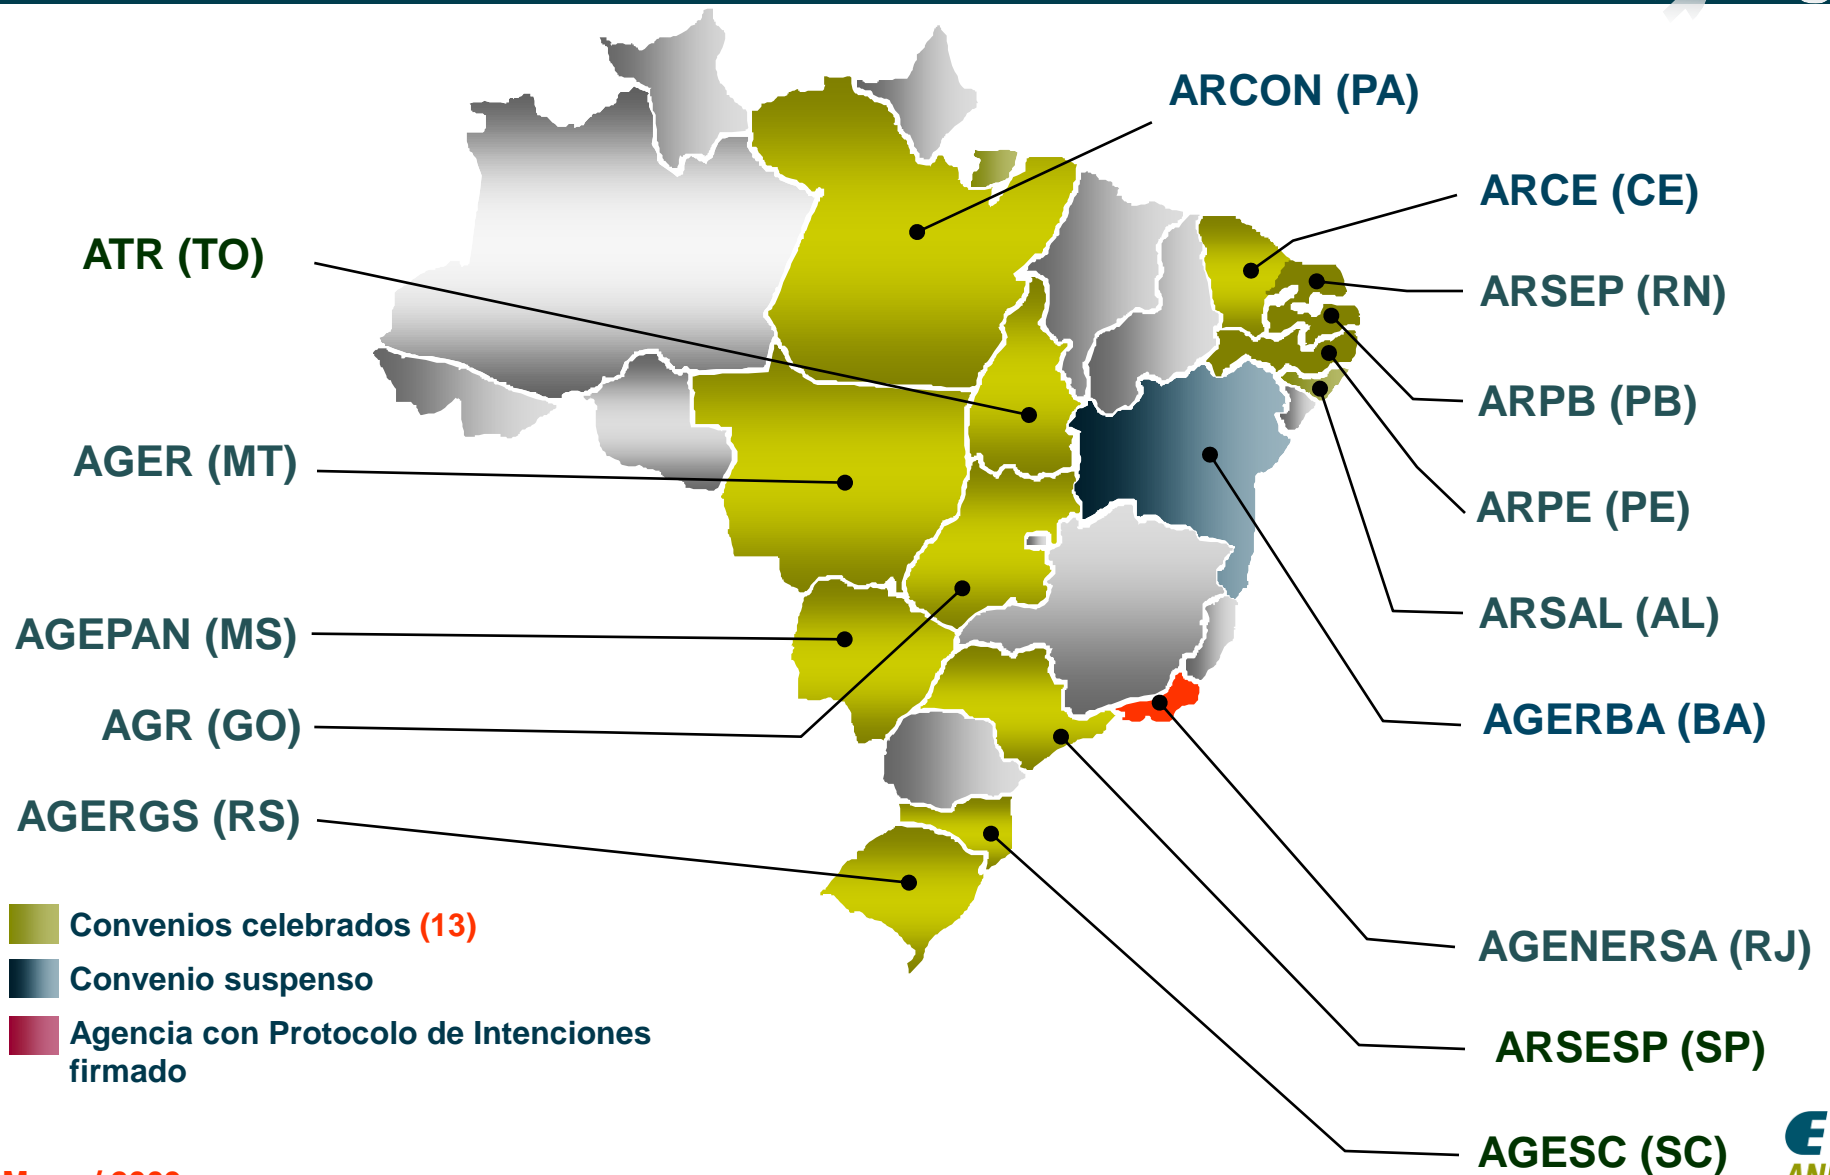 ARCON (PA)
ARCE (CE)
ATR (TO)
ARSEP (RN)
ARPB (PB)
AGER (MT)
ARPE (PE)
ARSAL (AL)
AGEPAN (MS)
AGERBA (BA)
AGR (GO)
AGERGS (RS)
Convenios celebrados (13)
AGENERSA (RJ)
Convenio suspenso
Agencia con Protocolo de Intenciones
firmado
ARSESP (SP)
AGESC (SC)